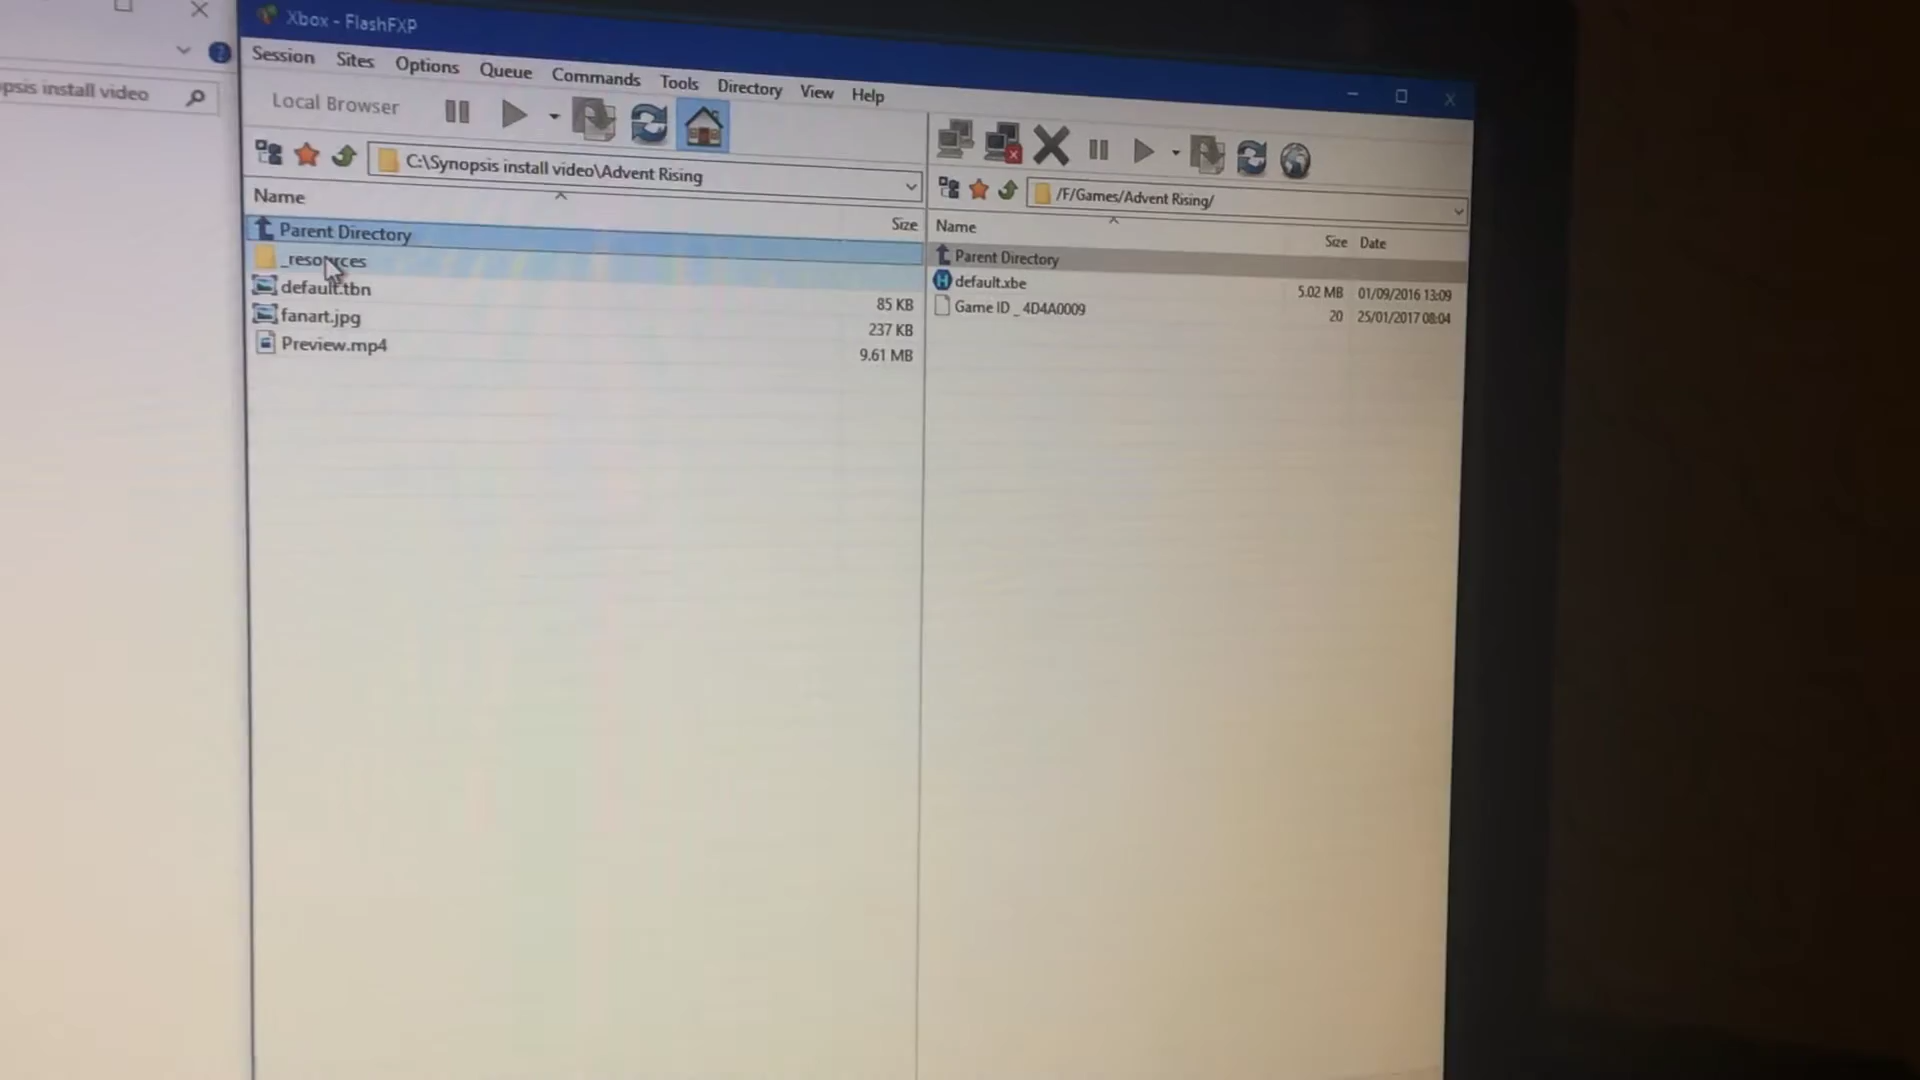 Xbox - FlashFXP
Session Sites Options Queue Commands Tools Directory View Help
psis install video
Local Browser
C:\Synopsis install video\Advent Rising
/F/Games/Advent Rising/
Name Size
Parent Directory
_resources
default.tbn 85 KB
fanart.jpg 237 KB
Preview.mp4 9.61 MB
Name Size Date
Parent Directory
default.xbe 5.02 MB 01/09/2016 13:09
Game ID _ 4D4A0009 20 25/01/2017 08:04